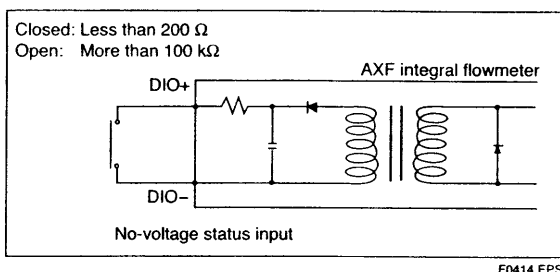 Closed: Less than 200 Ω
Open: More than 100 kΩ
AXF integral flowmeter
DIO+
DIO−
No-voltage status input
F0414.EPS